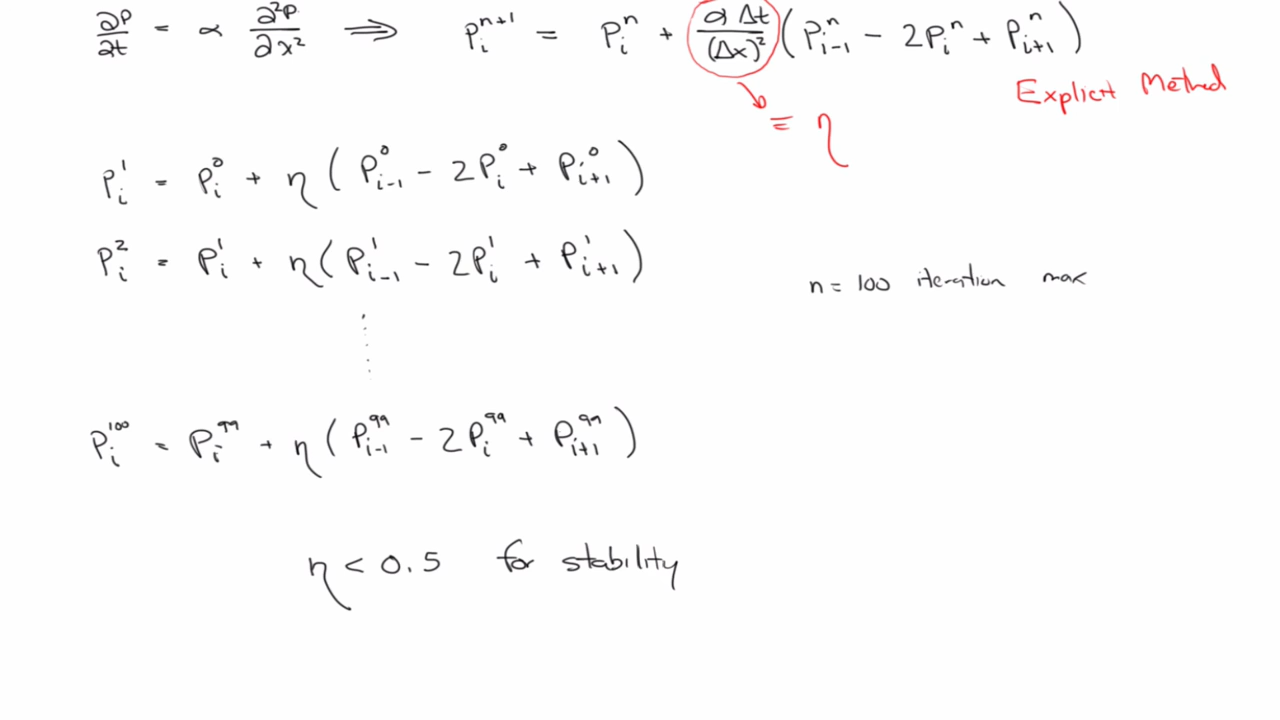 ∂P/∂t = α ∂²P/∂x² ⟹ P_i^{n+1} = P_i^n + α Δt/(Δx)² (P_{i-1}^n − 2P_i^n + P_{i+1}^n)
Explicit Method
≡ η
P_i^1 = P_i^0 + η (P_{i-1}^0 − 2P_i^0 + P_{i+1}^0)
P_i^2 = P_i^1 + η (P_{i-1}^1 − 2P_i^1 + P_{i+1}^1)
n = 100 iteration max
P_i^{100} = P_i^{99} + η (P_{i-1}^{99} − 2P_i^{99} + P_{i+1}^{99})
η < 0.5 for stability